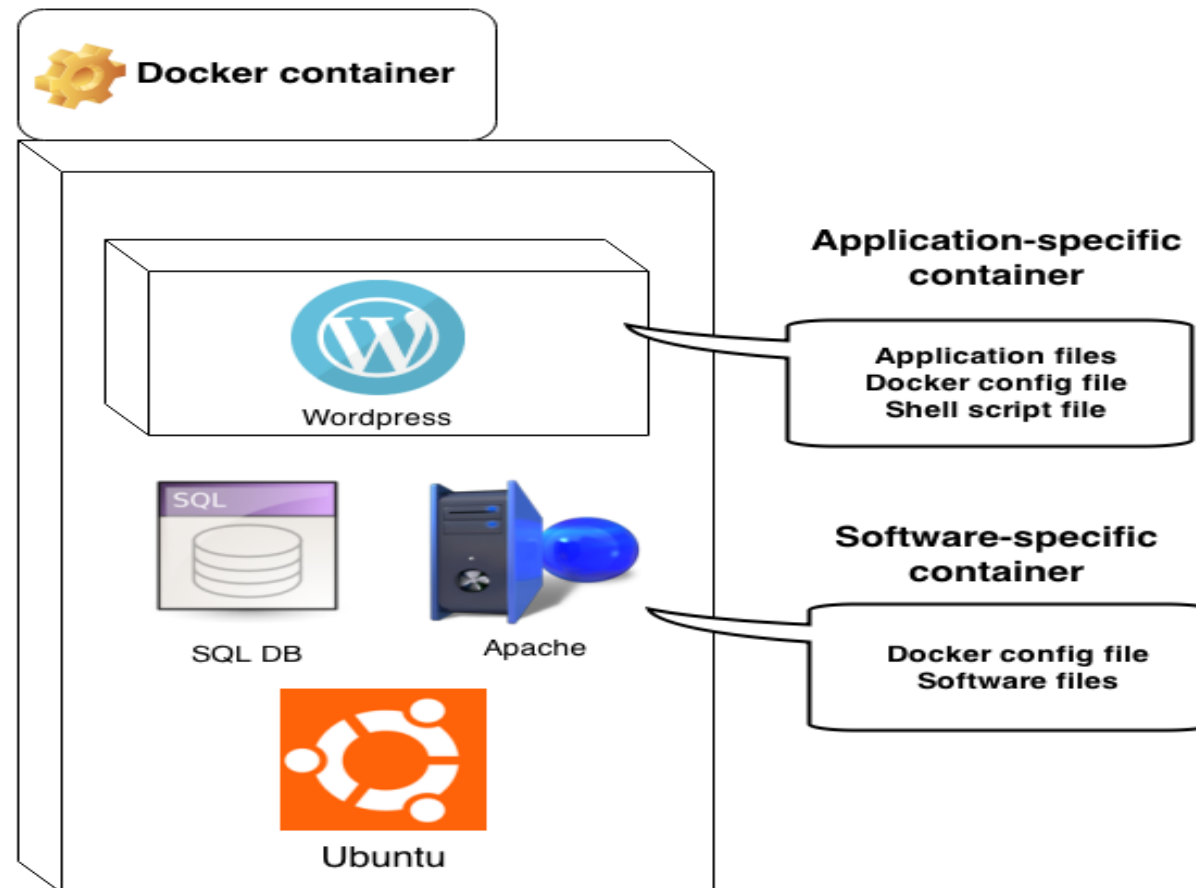 Docker container
Application-specific
container
W
Wordpress
Application files
Docker config file
Shell script file
SQL
SQL DB
Apache
Software-specific
container
Docker config file
Software files
Ubuntu